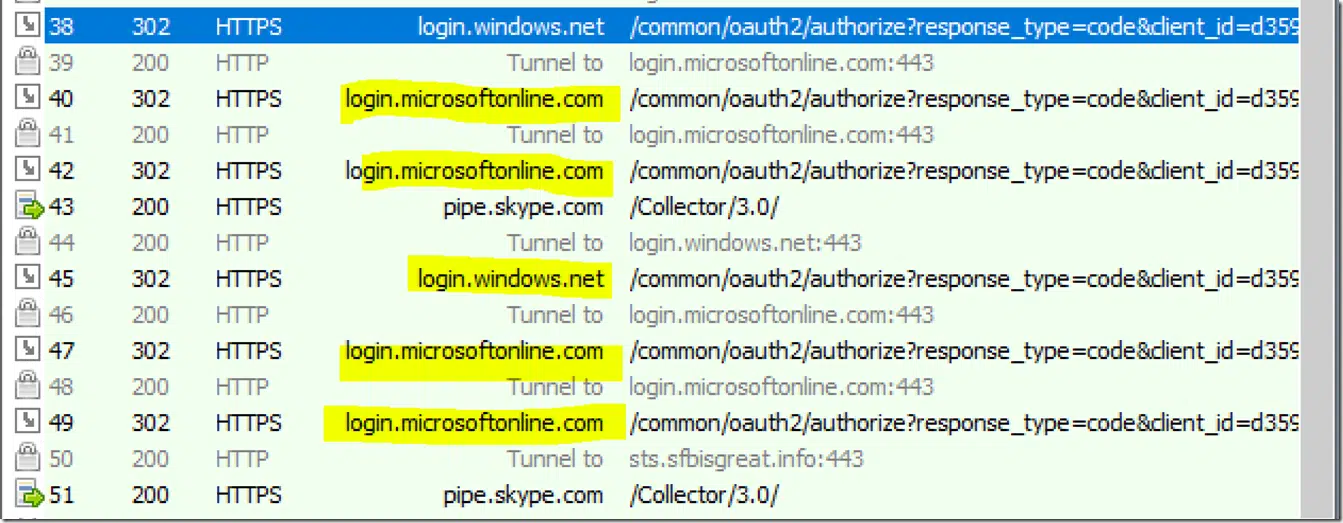 38 302 HTTPS login.windows.net /common/oauth2/authorize?response_type=code&client_id=d359
39 200 HTTP Tunnel to login.microsoftonline.com:443
40 302 HTTPS login.microsoftonline.com /common/oauth2/authorize?response_type=code&client_id=d359
41 200 HTTP Tunnel to login.microsoftonline.com:443
42 302 HTTPS login.microsoftonline.com /common/oauth2/authorize?response_type=code&client_id=d359
43 200 HTTPS pipe.skype.com /Collector/3.0/
44 200 HTTP Tunnel to login.windows.net:443
45 302 HTTPS login.windows.net /common/oauth2/authorize?response_type=code&client_id=d359
46 200 HTTP Tunnel to login.microsoftonline.com:443
47 302 HTTPS login.microsoftonline.com /common/oauth2/authorize?response_type=code&client_id=d359
48 200 HTTP Tunnel to login.microsoftonline.com:443
49 302 HTTPS login.microsoftonline.com /common/oauth2/authorize?response_type=code&client_id=d359
50 200 HTTP Tunnel to sts.sfbisgreat.info:443
51 200 HTTPS pipe.skype.com /Collector/3.0/